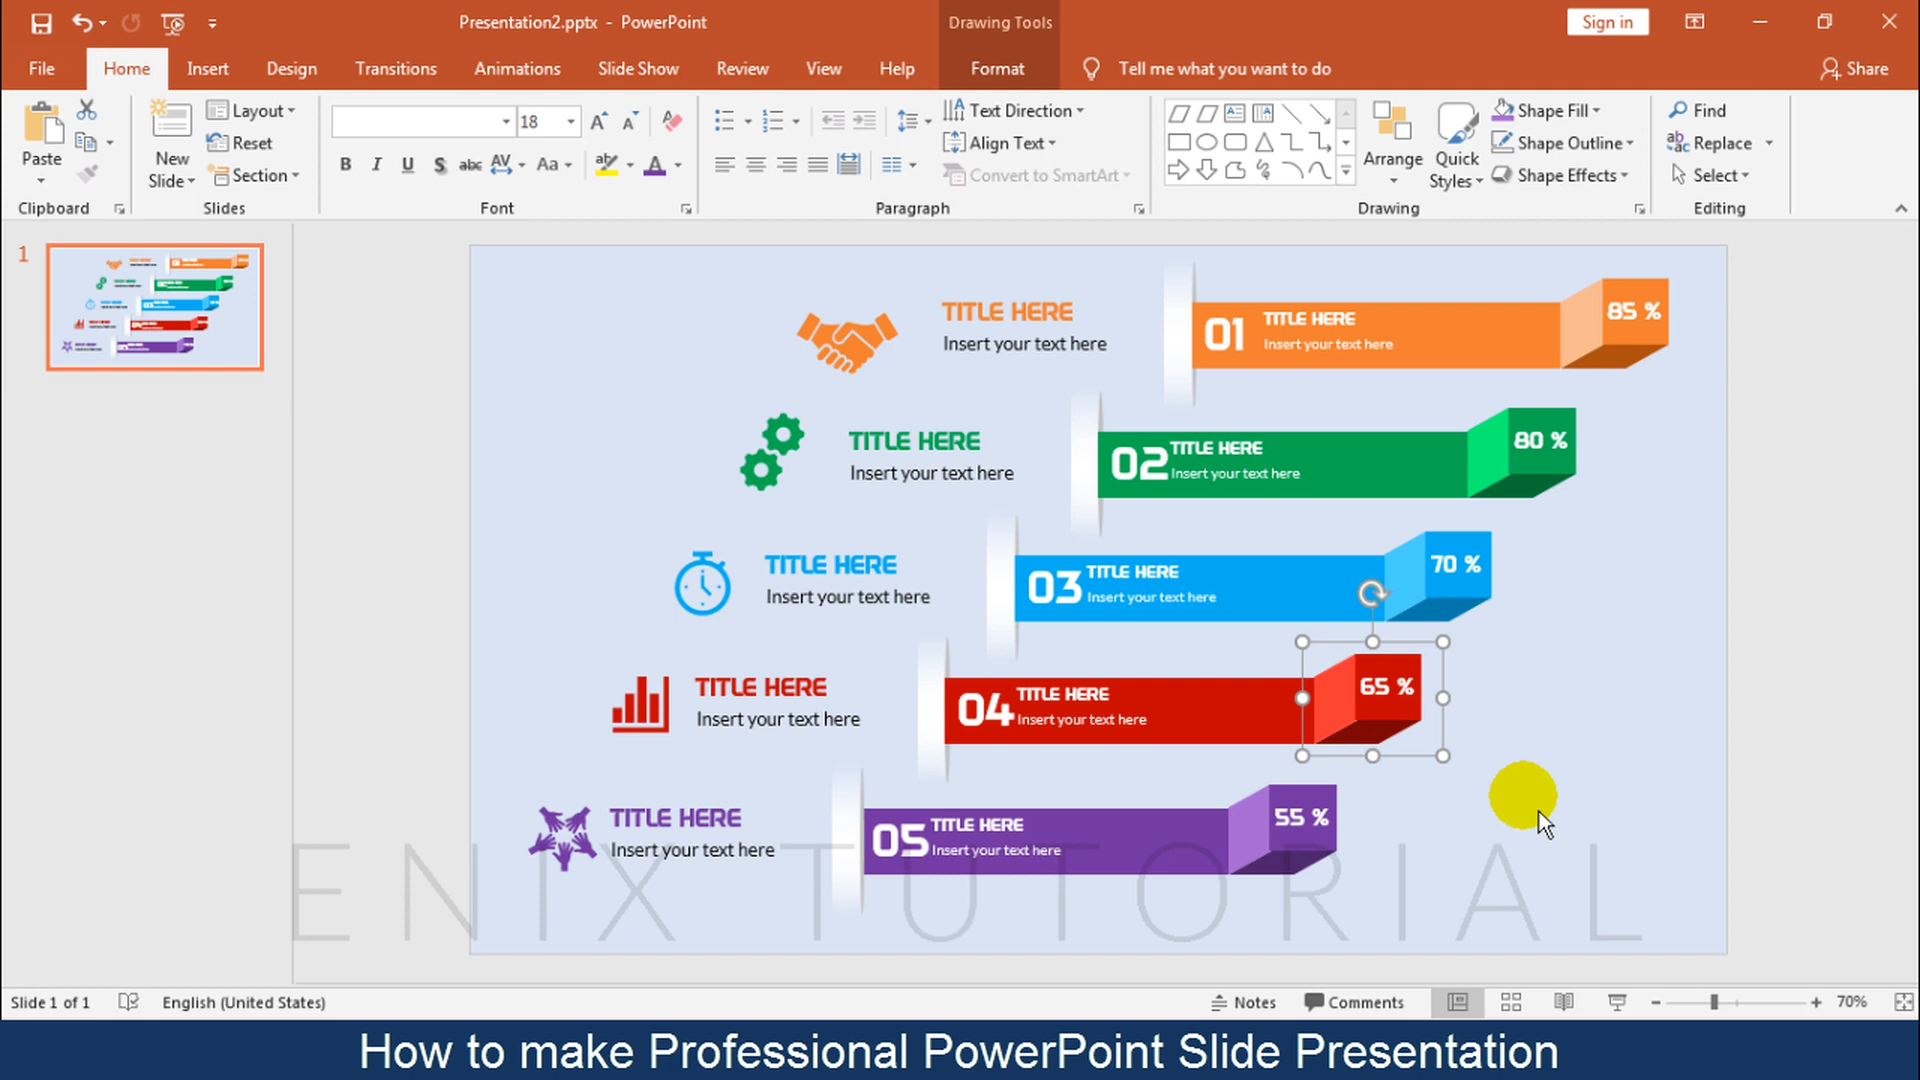 Presentation2.pptx - PowerPoint
Drawing Tools
Sign in
File
Home
Insert
Design
Transitions
Animations
Slide Show
Review
View
Help
Format
Tell me what you want to do
Share
Paste
Clipboard
New
Slide
Layout
Reset
Section
Slides
18
B I U S abc AV Aa A
Font
Text Direction
Align Text
Convert to SmartArt
Paragraph
Arrange
Quick
Styles
Shape Fill
Shape Outline
Shape Effects
Drawing
Find
Replace
Select
Editing
1
TITLE HERE
Insert your text here
01
TITLE HERE
Insert your text here
85 %
TITLE HERE
Insert your text here
02
TITLE HERE
Insert your text here
80 %
TITLE HERE
Insert your text here
03
TITLE HERE
Insert your text here
70 %
TITLE HERE
Insert your text here
04
TITLE HERE
Insert your text here
65 %
TITLE HERE
Insert your text here
05
TITLE HERE
Insert your text here
55 %
ENIX TUTORIAL
Slide 1 of 1
English (United States)
Notes
Comments
70%
How to make Professional PowerPoint Slide Presentation